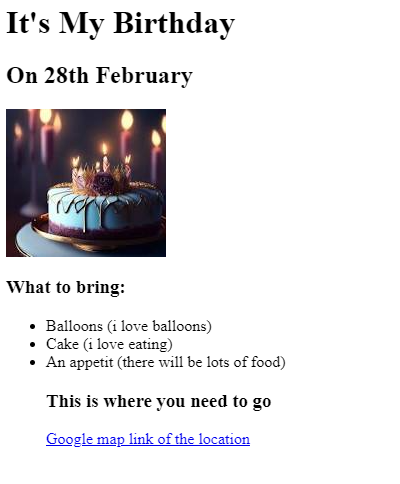 It's My Birthday
On 28th February
What to bring:
Balloons (i love balloons)
Cake (i love eating)
An appetit (there will be lots of food)
This is where you need to go
Google map link of the location